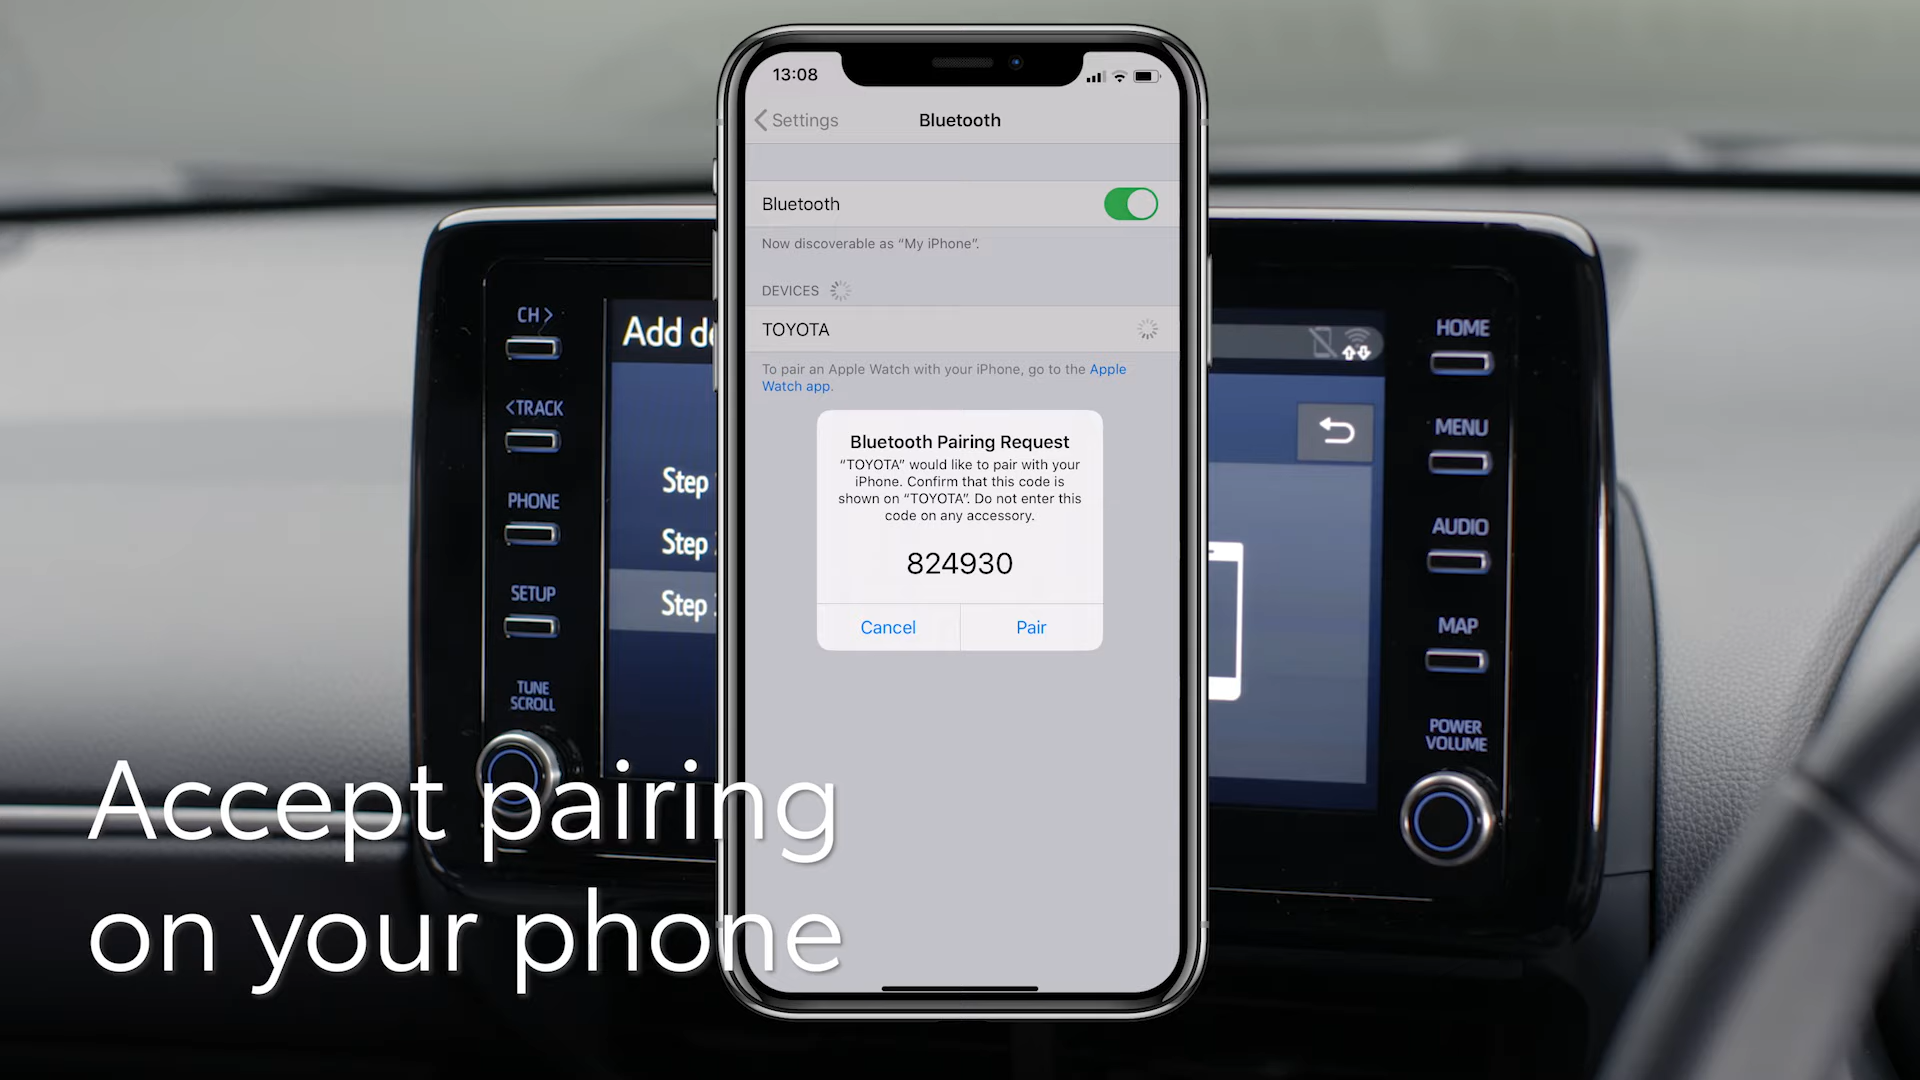 13:08
Settings
Bluetooth
Bluetooth
Now discoverable as “My iPhone”.
DEVICES
TOYOTA
To pair an Apple Watch with your iPhone, go to the Apple
Watch app.
Bluetooth Pairing Request
“TOYOTA” would like to pair with your
iPhone. Confirm that this code is
shown on “TOYOTA”. Do not enter this
code on any accessory.
824930
Cancel
Pair
CH>
<TRACK
PHONE
SETUP
TUNE
SCROLL
Add
Step
Step
Step
HOME
MENU
AUDIO
MAP
POWER
VOLUME
Accept pairing
on your phone